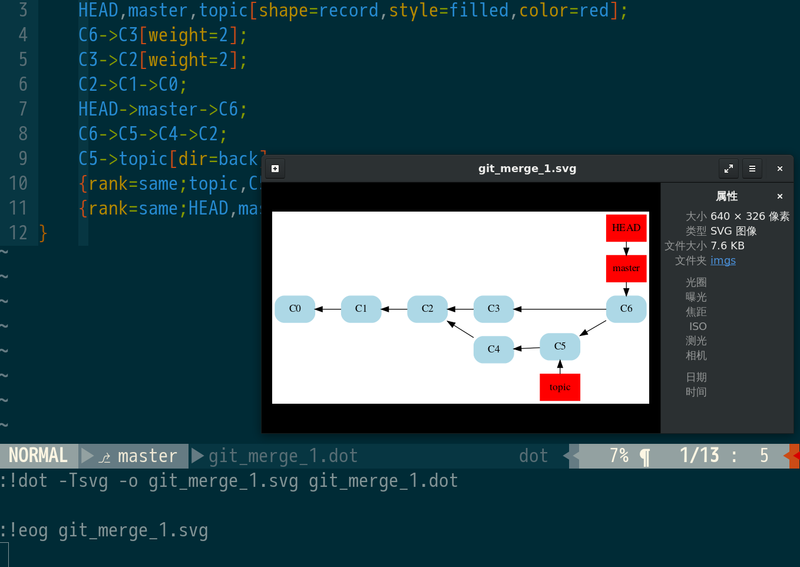 3 HEAD,master,topic[shape=record,style=filled,color=red];
4 C6->C3[weight=2];
5 C3->C2[weight=2];
6 C2->C1->C0;
7 HEAD->master->C6;
8 C6->C5->C4->C2;
9 C5->topic[dir=back]
10 {rank=same;topic,C
11 {rank=same;HEAD,ma
12 }
~
~
~
~
~
~
~
~
git_merge_1.svg
HEAD
master
C0 C1 C2 C3 C6
C4 C5
topic
属性
大小 640 × 326 像素
类型 SVG 图像
文件大小 7.6 KB
文件夹 imgs
光圈
曝光
焦距
ISO
测光
相机
日期
时间
NORMAL master git_merge_1.dot dot 7% ¶ 1/13 : 5
:!dot -Tsvg -o git_merge_1.svg git_merge_1.dot
:!eog git_merge_1.svg